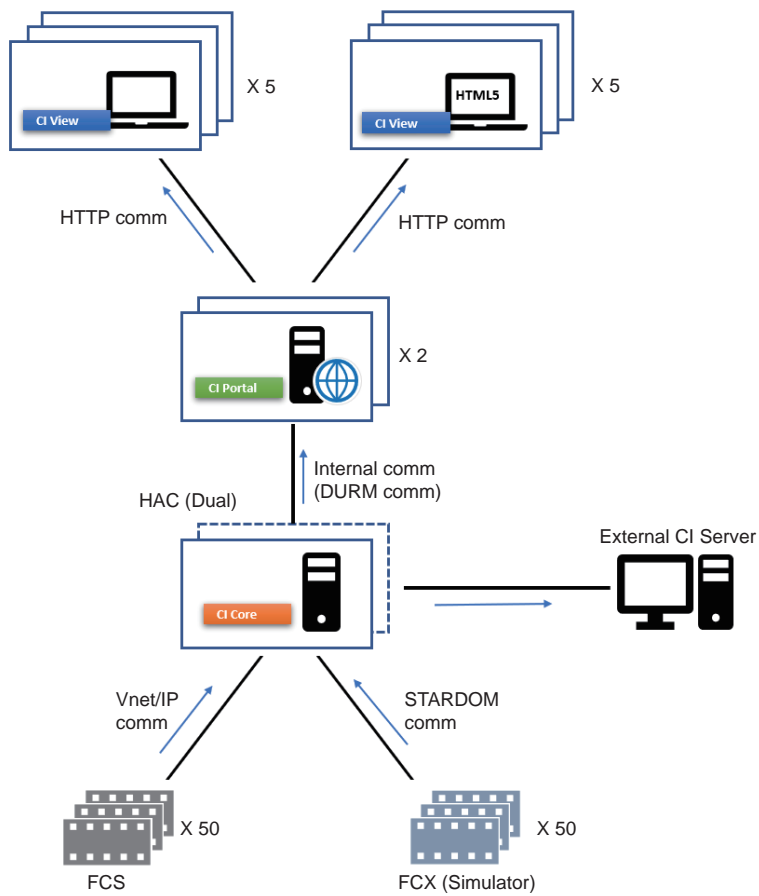 X 5
CI View
HTML5
X 5
CI View
HTTP comm
HTTP comm
X 2
CI Portal
Internal comm
(DURM comm)
HAC (Dual)
External CI Server
CI Core
Vnet/IP
comm
STARDOM
comm
X 50
X 50
FCS
FCX (Simulator)